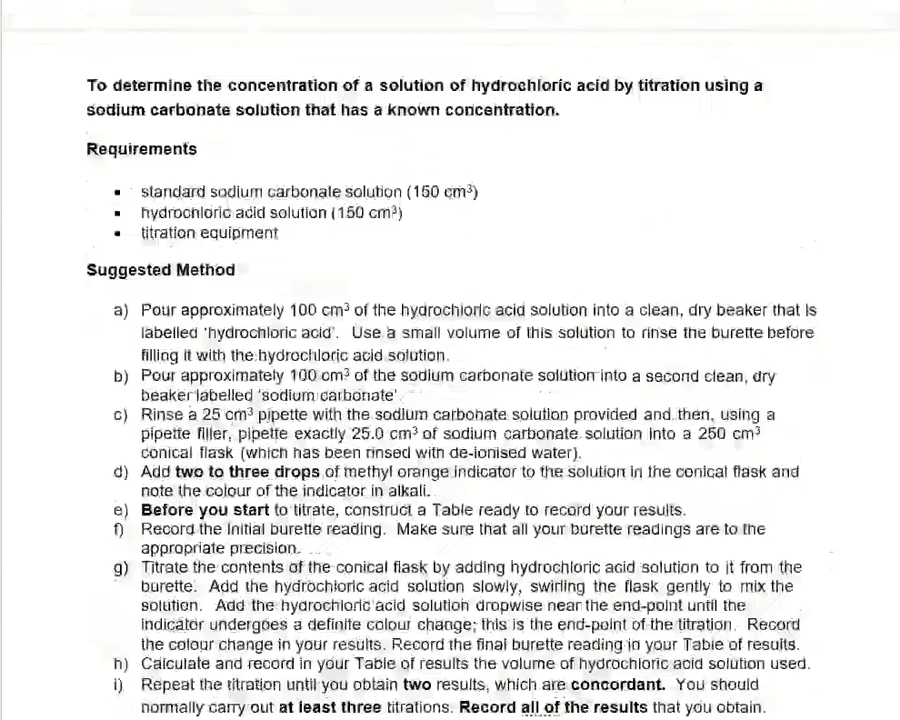 To determine the concentration of a solution of hydrochloric acid by titration using a
sodium carbonate solution that has a known concentration.
Requirements
▪ standard sodium carbonate solution (150 cm³)
▪ hydrochloric acid solution (150 cm³)
▪ titration equipment
Suggested Method
a) Pour approximately 100 cm³ of the hydrochloric acid solution into a clean, dry beaker that is
labelled 'hydrochloric acid'. Use a small volume of this solution to rinse the burette before
filling it with the hydrochloric acid solution.
b) Pour approximately 100 cm³ of the sodium carbonate solution into a second clean, dry
beaker labelled 'sodium carbonate'
c) Rinse a 25 cm³ pipette with the sodium carbonate solution provided and then, using a
pipette filler, pipette exactly 25.0 cm³ of sodium carbonate solution into a 250 cm³
conical flask (which has been rinsed with de-ionised water).
d) Add two to three drops of methyl orange indicator to the solution in the conical flask and
note the colour of the indicator in alkali.
e) Before you start to titrate, construct a Table ready to record your results.
f) Record the initial burette reading. Make sure that all your burette readings are to the
appropriate precision.
g) Titrate the contents of the conical flask by adding hydrochloric acid solution to it from the
burette. Add the hydrochloric acid solution slowly, swirling the flask gently to mix the
solution. Add the hydrochloric acid solution dropwise near the end-point until the
indicator undergoes a definite colour change; this is the end-point of the titration. Record
the colour change in your results. Record the final burette reading in your Table of results.
h) Calculate and record in your Table of results the volume of hydrochloric acid solution used.
i) Repeat the titration until you obtain two results, which are concordant. You should
normally carry out at least three titrations. Record all of the results that you obtain.